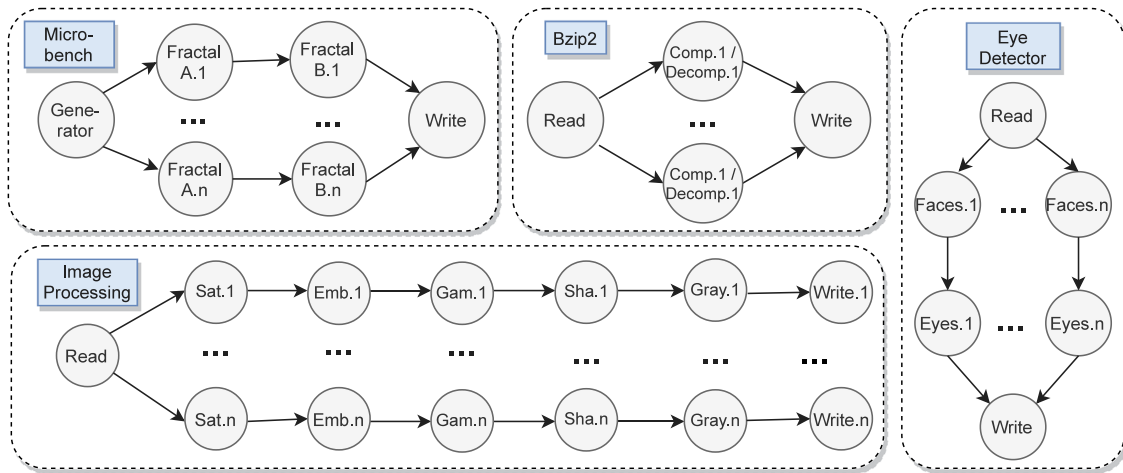 Micro-
bench
Gene-
rator
Fractal
A.1
Fractal
B.1
...
...
Fractal
A.n
Fractal
B.n
Write
Bzip2
Read
Comp.1 /
Decomp.1
...
Comp.1 /
Decomp.1
Write
Eye
Detector
Read
Faces.1
...
Faces.n
Eyes.1
...
Eyes.n
Write
Image
Processing
Read
Sat.1
Emb.1
Gam.1
Sha.1
Gray.1
Write.1
...
...
...
...
...
...
Sat.n
Emb.n
Gam.n
Sha.n
Gray.n
Write.n